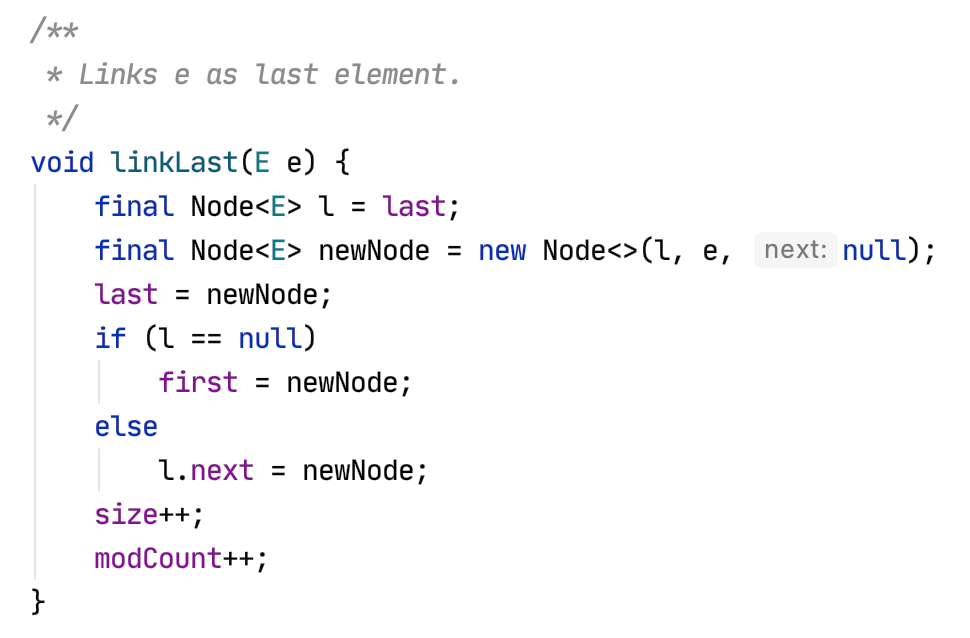 /**
 * Links e as last element.
 */
void linkLast(E e) {
    final Node<E> l = last;
    final Node<E> newNode = new Node<>(l, e, next: null);
    last = newNode;
    if (l == null)
        first = newNode;
    else
        l.next = newNode;
    size++;
    modCount++;
}